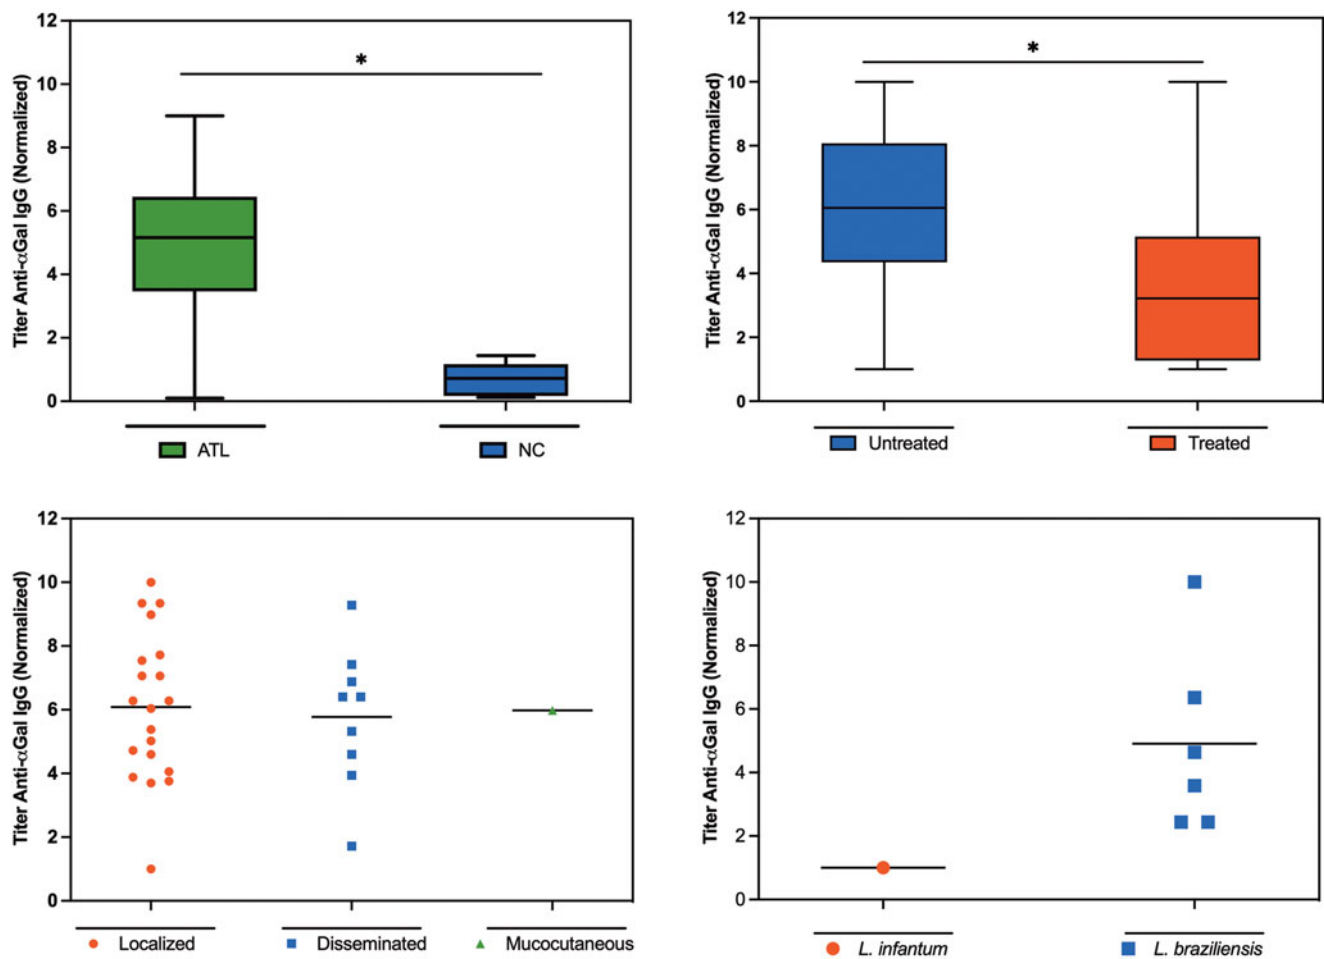 Titer Anti-αGal IgG (Normalized)
12
10
8
6
4
2
0
*
ATL
NC
Titer Anti-αGal IgG (Normalized)
12
10
8
6
4
2
0
*
Untreated
Treated
Titer Anti-αGal IgG (Normalized)
12
10
8
6
4
2
0
Localized
Disseminated
Mucocutaneous
Titer Anti-αGal IgG (Normalized)
12
10
8
6
4
2
0
L. infantum
L. braziliensis